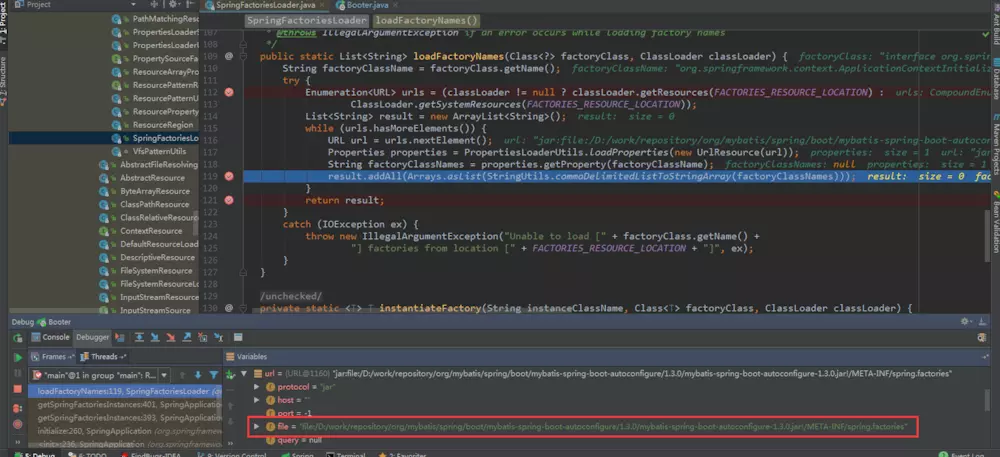 Project
SpringFactoriesLoader.java
Booter.java
SpringFactoriesLoader
loadFactoryNames()
1: Project
Structure
Ant Build
Database
Maven Projects
Bean Validation
PathMatchingResou
PropertiesLoaderS
PropertiesLoaderU
PropertySourceFa
ResourceArrayPro
ResourcePatternR
ResourcePatternU
ResourceProperty
ResourceRegion
SpringFactoriesLo
VfsPatternUtils
AbstractFileResolving
AbstractResource
ByteArrayResource
ClassPathResource
ClassRelativeResourc
ContextResource
DefaultResourceLoad
DescriptiveResource
FileSystemResource
FileSystemResourceLo
InputStreamResource
InputStreamSource
107 * @throws IllegalArgumentException if an error occurs while loading factory names
108 */
109 public static List<String> loadFactoryNames(Class<?> factoryClass, ClassLoader classLoader) { factoryClass: "interface org.sprin
110 String factoryClassName = factoryClass.getName(); factoryClassName: "org.springframework.context.ApplicationContextInitializ
111 try {
112 Enumeration<URL> urls = (classLoader != null ? classLoader.getResources(FACTORIES_RESOURCE_LOCATION) : urls: CompoundEnum
113 ClassLoader.getSystemResources(FACTORIES_RESOURCE_LOCATION));
114 List<String> result = new ArrayList<String>(); result: size = 0
115 while (urls.hasMoreElements()) {
116 URL url = urls.nextElement(); url: "jar:file:/D:/work/repository/org/mybatis/spring/boot/mybatis-spring-boot-autocon
117 Properties properties = PropertiesLoaderUtils.loadProperties(new UrlResource(url)); properties: size = 1 url: "jar
118 String factoryClassNames = properties.getProperty(factoryClassName); factoryClassNames: null properties: size = 1
119 result.addAll(Arrays.asList(StringUtils.commaDelimitedListToStringArray(factoryClassNames))); result: size = 0 fac
120 }
121 return result;
122 }
123 catch (IOException ex) {
124 throw new IllegalArgumentException("Unable to load [" + factoryClass.getName() +
125 "] factories from location [" + FACTORIES_RESOURCE_LOCATION + "]", ex);
126 }
127 }
128
129 /unchecked/
130 private static <T> T instantiateFactory(String instanceClassName, Class<T> factoryClass, ClassLoader classLoader) {
Debug Booter
Console
Debugger
Frames
Threads
Variables
"main"@1 in group "main": R...
loadFactoryNames:119, SpringFactoriesLoader
getSpringFactoriesInstances:401, SpringApplication
getSpringFactoriesInstances:393, SpringApplication
initialize:260, SpringApplication
<init>:236, SpringApplication
url = {URL@1160} "jar:file:/D:/work/repository/org/mybatis/spring/boot/mybatis-spring-boot-autoconfigure/1.3.0/mybatis-spring-boot-autoconfigure-1.3.0.jar!/META-INF/spring.factories"
protocol = "jar"
host = ""
port = -1
file = "file:/D:/work/repository/org/mybatis/spring/boot/mybatis-spring-boot-autoconfigure/1.3.0/mybatis-spring-boot-autoconfigure-1.3.0.jar!/META-INF/spring.factories"
query = null
5: Debug
6: TODO
FindBugs-IDEA
9: Version Control
Spring
Terminal
2: Favorites
Event Log